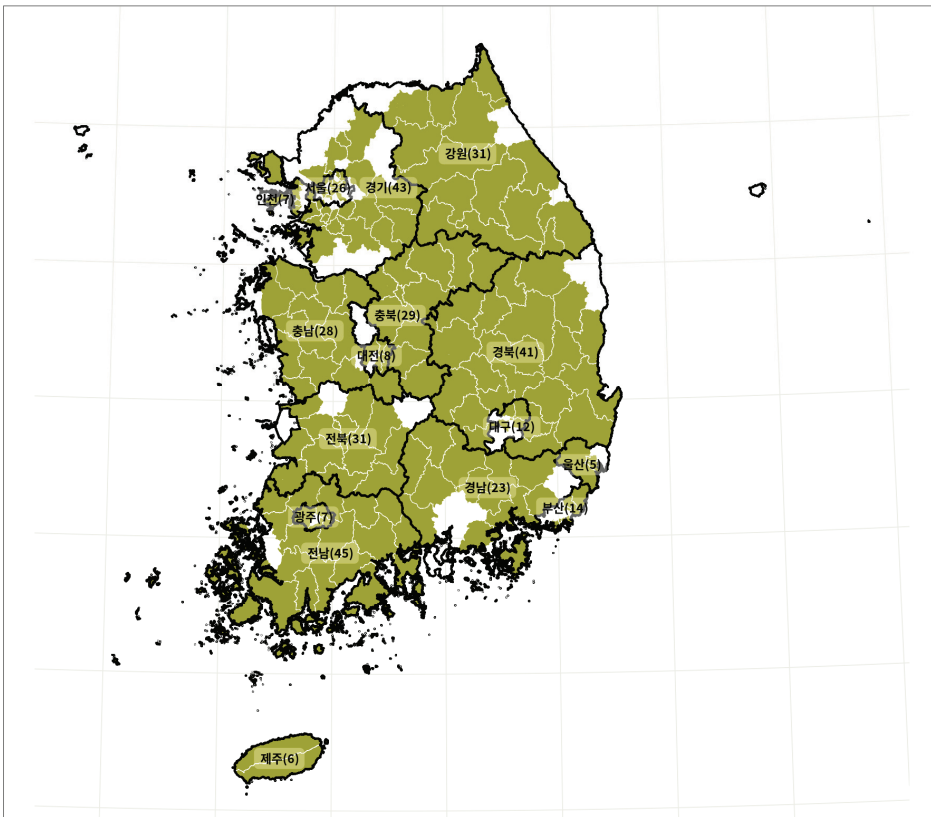 강원(31)
서울(26)
경기(43)
인천(7)
충북(29)
충남(28)
경북(41)
대전(8)
대구(12)
전북(31)
울산(5)
경남(23)
부산(14)
광주(7)
전남(45)
제주(6)